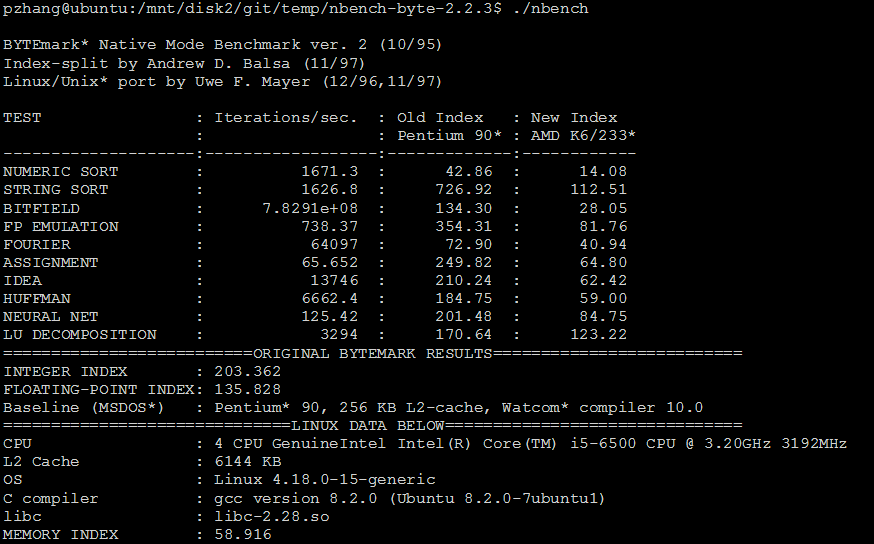 pzhang@ubuntu:/mnt/disk2/git/temp/nbench-byte-2.2.3$ ./nbench

BYTEmark* Native Mode Benchmark ver. 2 (10/95)
Index-split by Andrew D. Balsa (11/97)
Linux/Unix* port by Uwe F. Mayer (12/96,11/97)

TEST                : Iterations/sec.  : Old Index   : New Index
                    :                  : Pentium 90* : AMD K6/233*
--------------------:------------------:-------------:------------
NUMERIC SORT        :          1671.3  :      42.86  :      14.08
STRING SORT         :          1626.8  :     726.92  :     112.51
BITFIELD            :      7.8291e+08  :     134.30  :      28.05
FP EMULATION        :          738.37  :     354.31  :      81.76
FOURIER             :           64097  :      72.90  :      40.94
ASSIGNMENT          :          65.652  :     249.82  :      64.80
IDEA                :           13746  :     210.24  :      62.42
HUFFMAN             :          6662.4  :     184.75  :      59.00
NEURAL NET          :          125.42  :     201.48  :      84.75
LU DECOMPOSITION    :            3294  :     170.64  :     123.22
==========================ORIGINAL BYTEMARK RESULTS==========================
INTEGER INDEX       : 203.362
FLOATING-POINT INDEX: 135.828
Baseline (MSDOS*)   : Pentium* 90, 256 KB L2-cache, Watcom* compiler 10.0
==============================LINUX DATA BELOW===============================
CPU                 : 4 CPU GenuineIntel Intel(R) Core(TM) i5-6500 CPU @ 3.20GHz 3192MHz
L2 Cache            : 6144 KB
OS                  : Linux 4.18.0-15-generic
C compiler          : gcc version 8.2.0 (Ubuntu 8.2.0-7ubuntu1)
libc                : libc-2.28.so
MEMORY INDEX        : 58.916